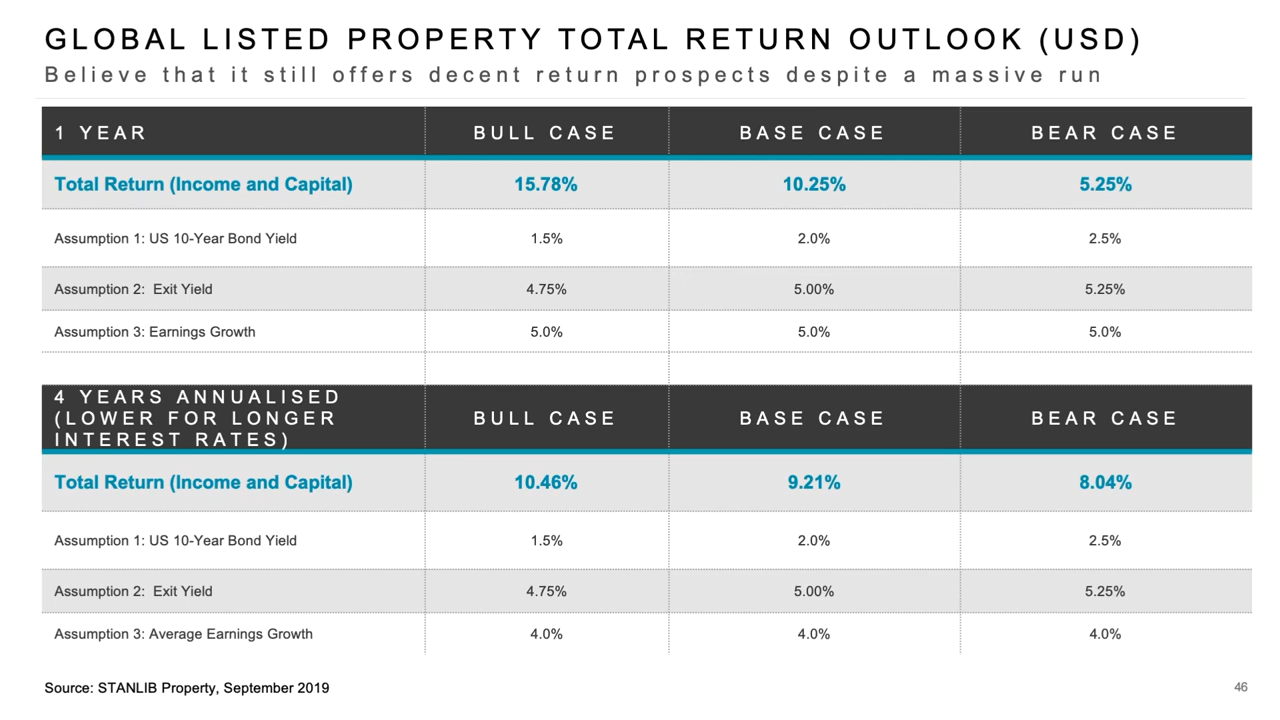 GLOBAL LISTED PROPERTY TOTAL RETURN OUTLOOK (USD)
Believe that it still offers decent return prospects despite a massive run
1 YEAR BULL CASE BASE CASE BEAR CASE
Total Return (Income and Capital) 15.78% 10.25% 5.25%
Assumption 1: US 10-Year Bond Yield 1.5% 2.0% 2.5%
Assumption 2:  Exit Yield 4.75% 5.00% 5.25%
Assumption 3: Earnings Growth 5.0% 5.0% 5.0%
4 YEARS ANNUALISED
(LOWER FOR LONGER
INTEREST RATES) BULL CASE BASE CASE BEAR CASE
Total Return (Income and Capital) 10.46% 9.21% 8.04%
Assumption 1: US 10-Year Bond Yield 1.5% 2.0% 2.5%
Assumption 2:  Exit Yield 4.75% 5.00% 5.25%
Assumption 3: Average Earnings Growth 4.0% 4.0% 4.0%
Source: STANLIB Property, September 2019 46